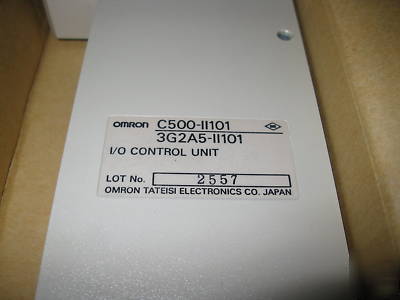 OMRON C500-II101
3G2A5-II101
I/O CONTROL UNIT
LOT No. 2557
OMRON TATEISI ELECTRONICS CO. JAPAN